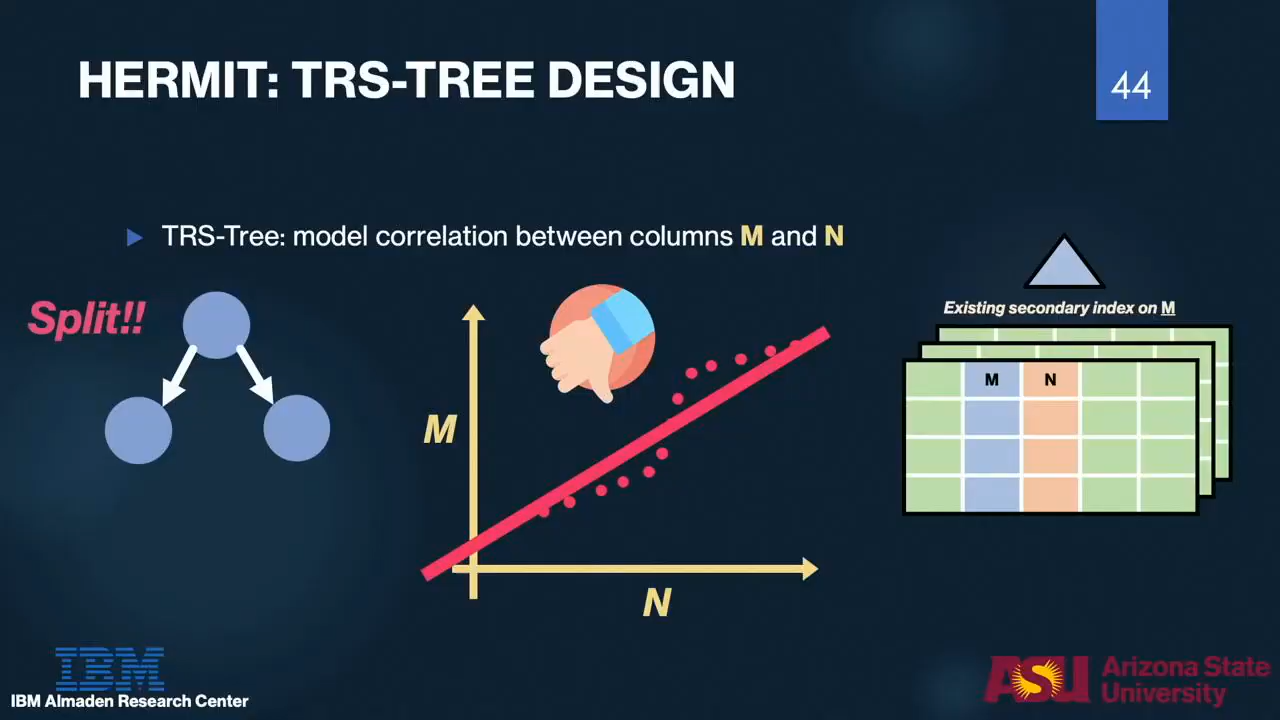 HERMIT: TRS-TREE DESIGN
44
TRS-Tree: model correlation between columns M and N
Split!!
Existing secondary index on M
M N
M
N
IBM
IBM Almaden Research Center
ASU Arizona State
University